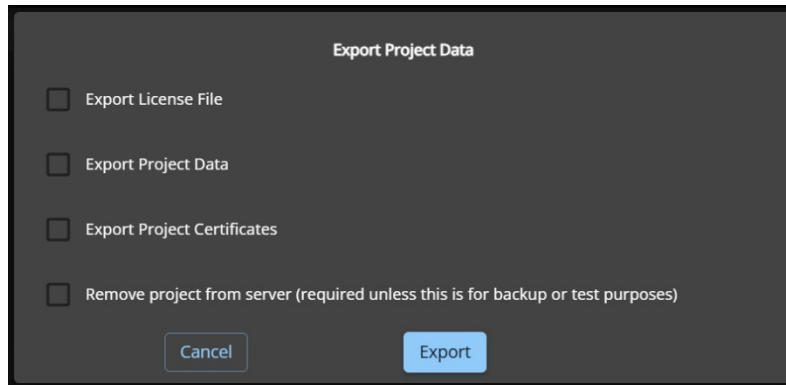 Export Project Data
Export License File
Export Project Data
Export Project Certificates
Remove project from server (required unless this is for backup or test purposes)
Cancel
Export